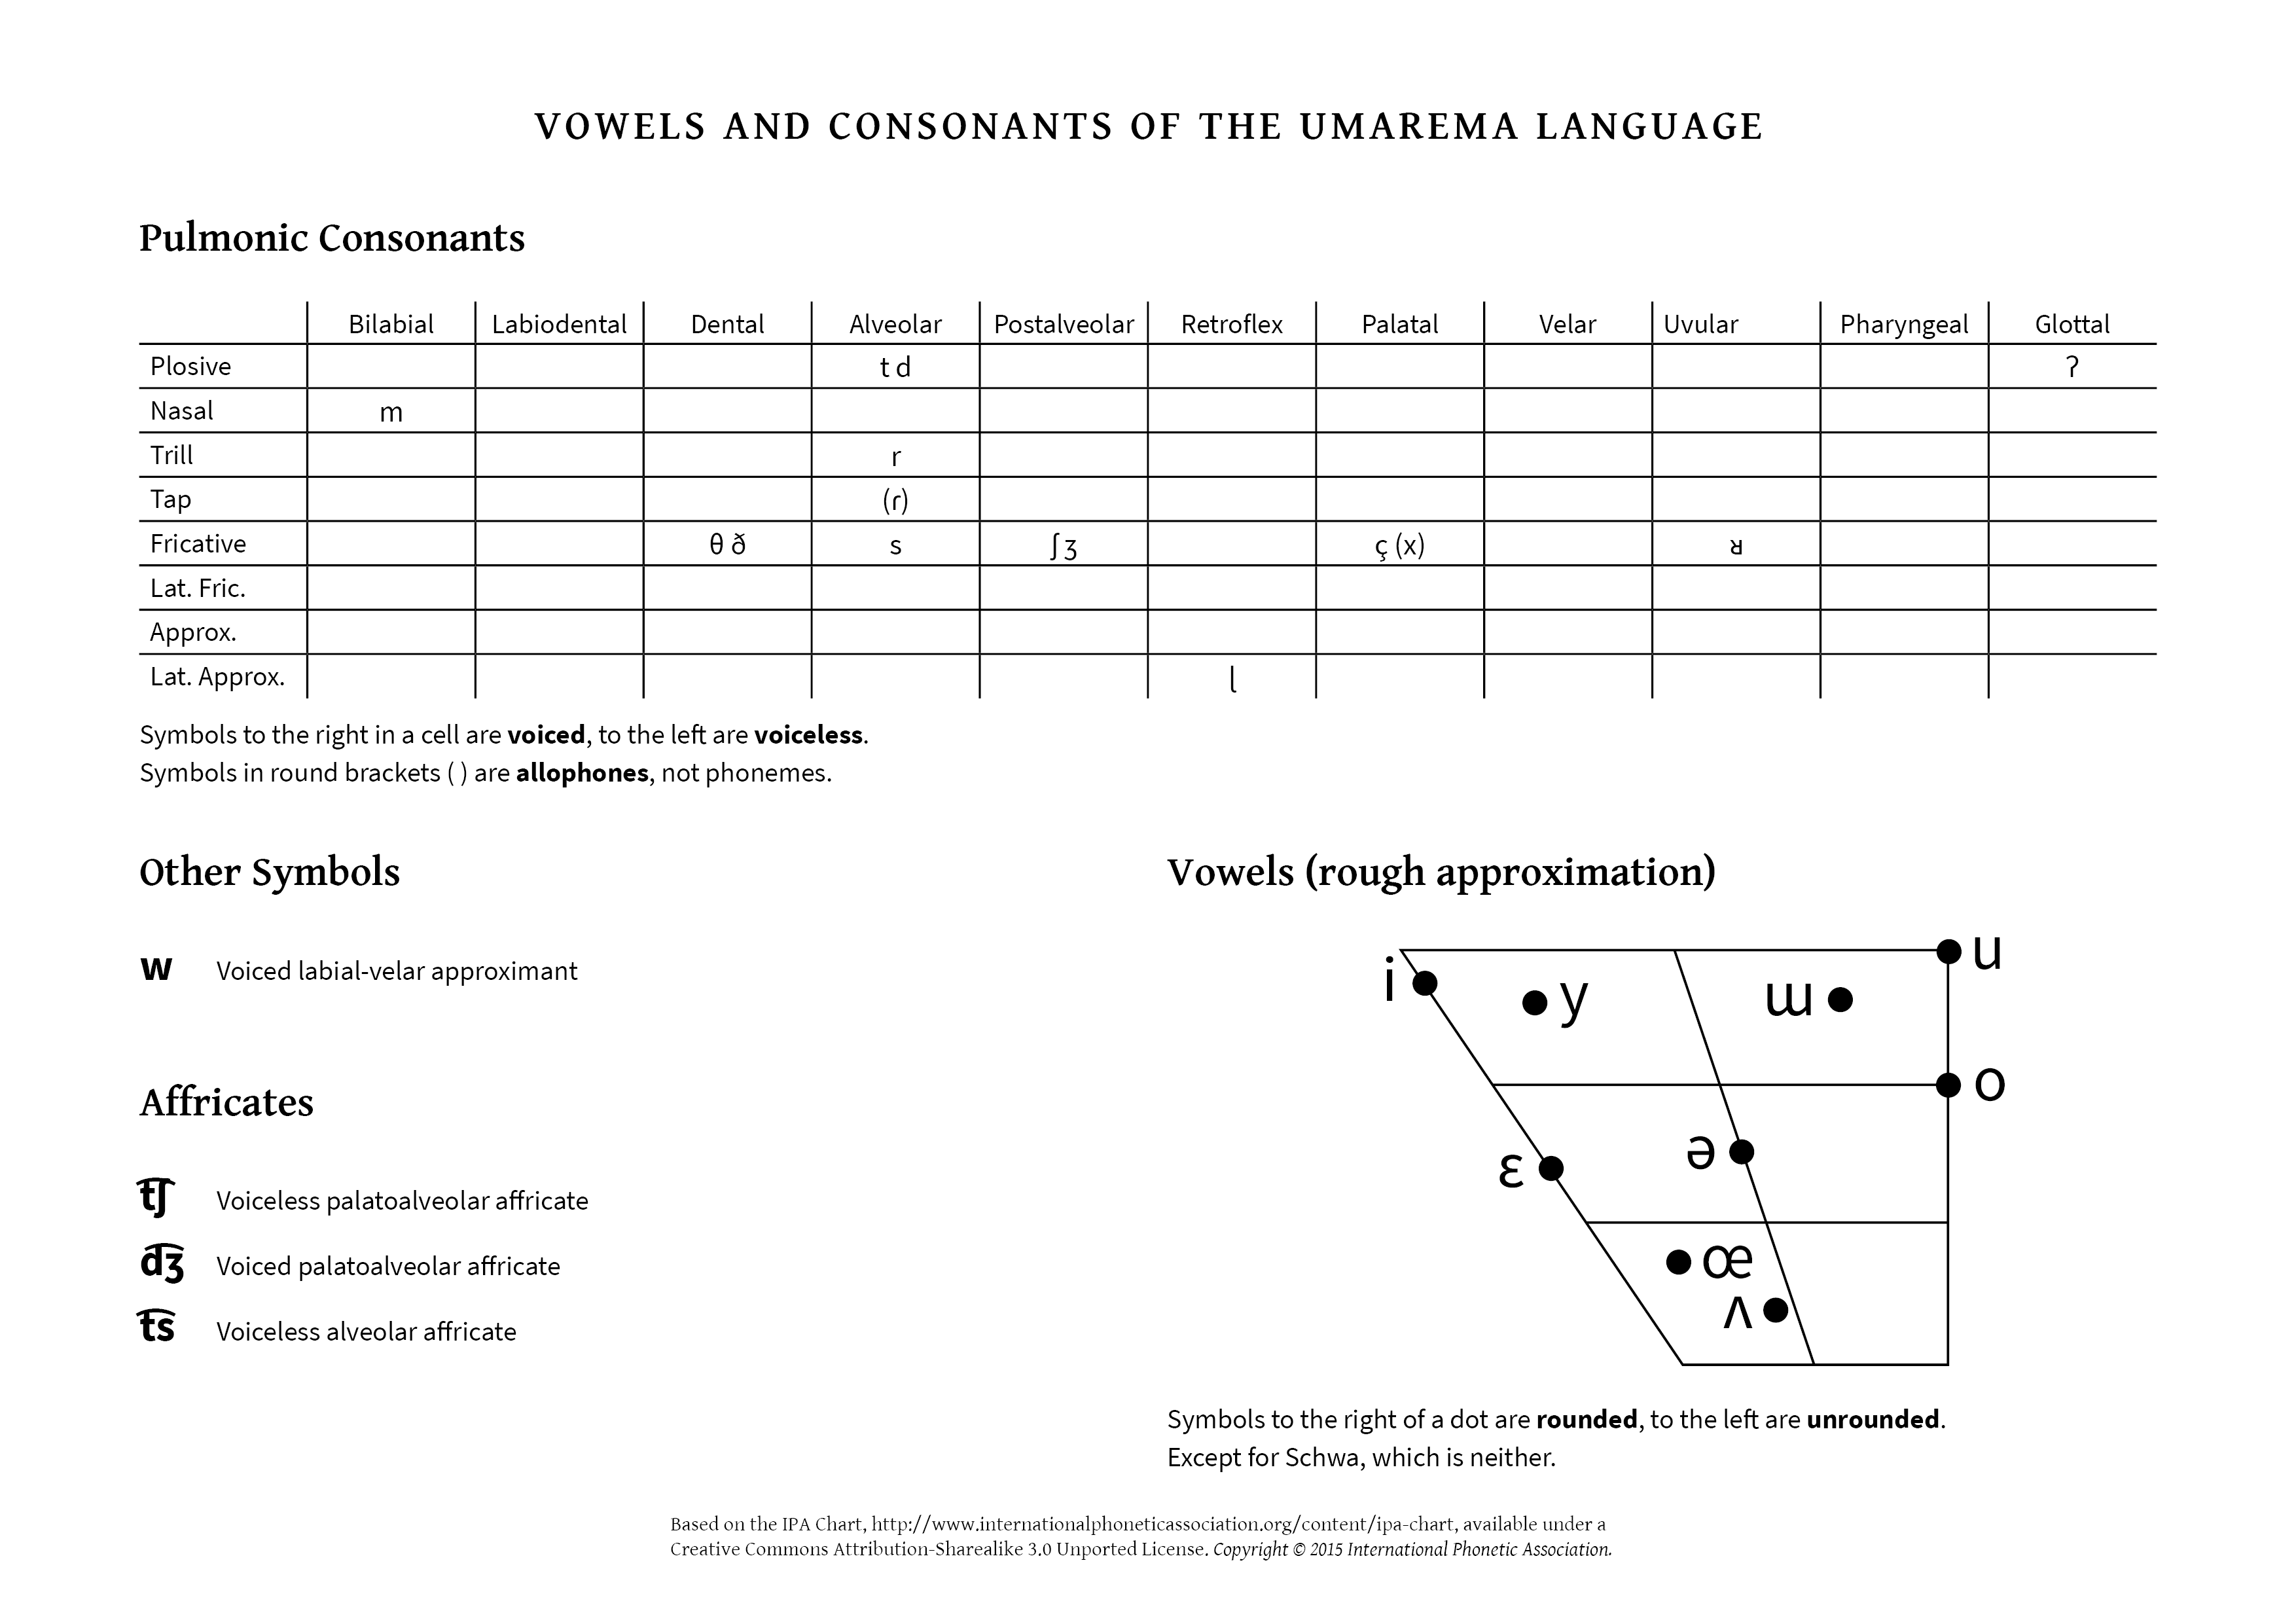 VOWELS AND CONSONANTS OF THE UMAREMA LANGUAGE
Pulmonic Consonants
Bilabial Labiodental Dental Alveolar Postalveolar Retroflex Palatal Velar Uvular Pharyngeal Glottal
Plosive t d ʔ
Nasal m
Trill r
Tap (ɾ)
Fricative θ ð s ʃ ʒ ç (x) ʁ
Lat. Fric.
Approx.
Lat. Approx. ɭ
Symbols to the right in a cell are voiced, to the left are voiceless.
Symbols in round brackets ( ) are allophones, not phonemes.
Other Symbols
w Voiced labial-velar approximant
Affricates
t͡ʃ Voiceless palatoalveolar affricate
d͡ʒ Voiced palatoalveolar affricate
t͡s Voiceless alveolar affricate
Vowels (rough approximation)
i y ɯ u
o
ɛ ə
œ
ʌ
Symbols to the right of a dot are rounded, to the left are unrounded.
Except for Schwa, which is neither.
Based on the IPA Chart, http://www.internationalphoneticassociation.org/content/ipa-chart, available under a
Creative Commons Attribution-Sharealike 3.0 Unported License. Copyright © 2015 International Phonetic Association.